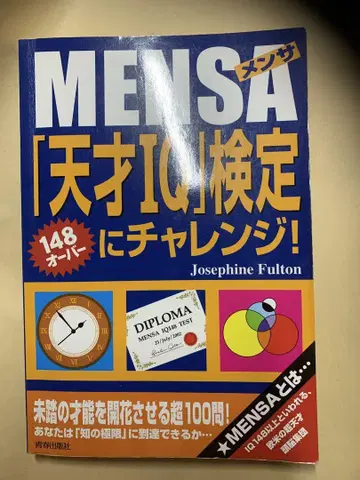 MENSA
メンサ
「天才IQ」検定
148
オーバー
にチャレンジ!
Josephine Fulton
DIPLOMA
MENSA IQ148 TEST
21/July/2002
未踏の才能を開花させる超100問!
あなたは「知の極限」に到達できるか…
★MENSAとは…
IQ148以上といわれる、
欧米の超天才
頭脳集団
青春出版社